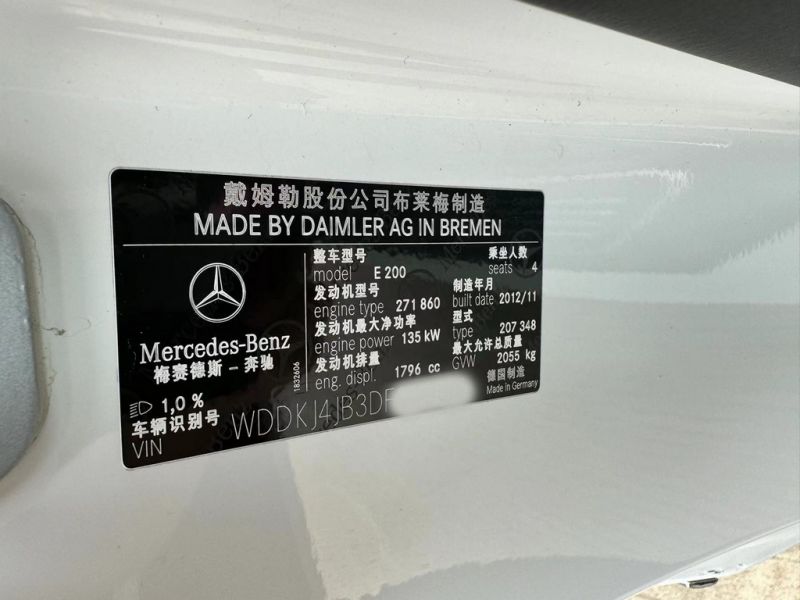 戴姆勒股份公司布莱梅制造
MADE BY DAIMLER AG IN BREMEN
Mercedes-Benz
梅赛德斯 – 奔驰
1832606
整车型号
model E 200
乘坐人数
seats 4
发动机型号
engine type 271 860
制造年月
built date 2012/11
发动机最大净功率
engine power 135 kW
型式
type 207 348
发动机排量
eng. displ. 1796 cc
最大允许总质量
GVW 2055 kg
德国制造
Made in Germany
1,0 %
车辆识别号
VIN WDDKJ4JB3DF